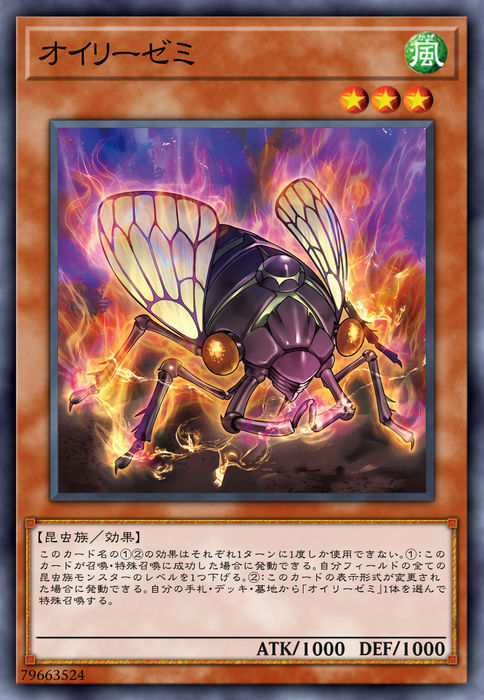 オイリーゼミ
かぜ
風
【昆虫族／効果】
このカード名の①②の効果はそれぞれ1ターンに1度しか使用できない。①：この
カードが召喚・特殊召喚に成功した場合に発動できる。自分フィールドの全ての
昆虫族モンスターのレベルを1つ下げる。②：このカードの表示形式が変更され
た場合に発動できる。自分の手札・デッキ・墓地から「オイリーゼミ」1体を選んで
特殊召喚する。
ATK/1000 DEF/1000
79663524